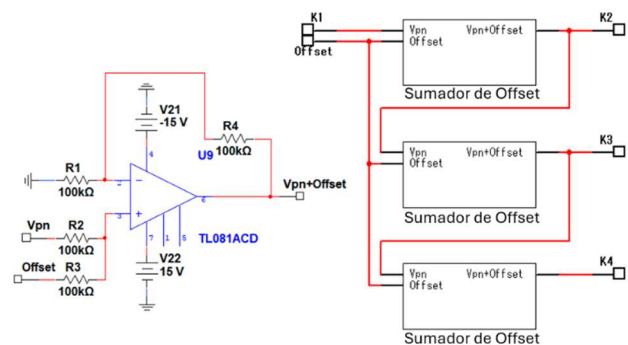 V21
-15 V
4
R4
100kΩ
U9
R1
100kΩ
2
6
Vpn+Offset
3
Vpn
R2
100kΩ
7
1
5
TL081ACD
Offset
R3
100kΩ
V22
15 V
K1
Offset
Vpn
Vpn+Offset
Offset
K2
Sumador de Offset
Vpn
Vpn+Offset
Offset
K3
Sumador de Offset
Vpn
Vpn+Offset
Offset
K4
Sumador de Offset